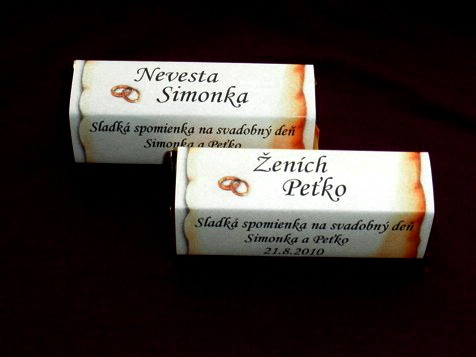 Nevesta
Simonka
Sladká spomienka na svadobný deň
Simonka a Peťko
Ženích
Peťko
Sladká spomienka na svadobný deň
Simonka a Peťko
21.8.2010